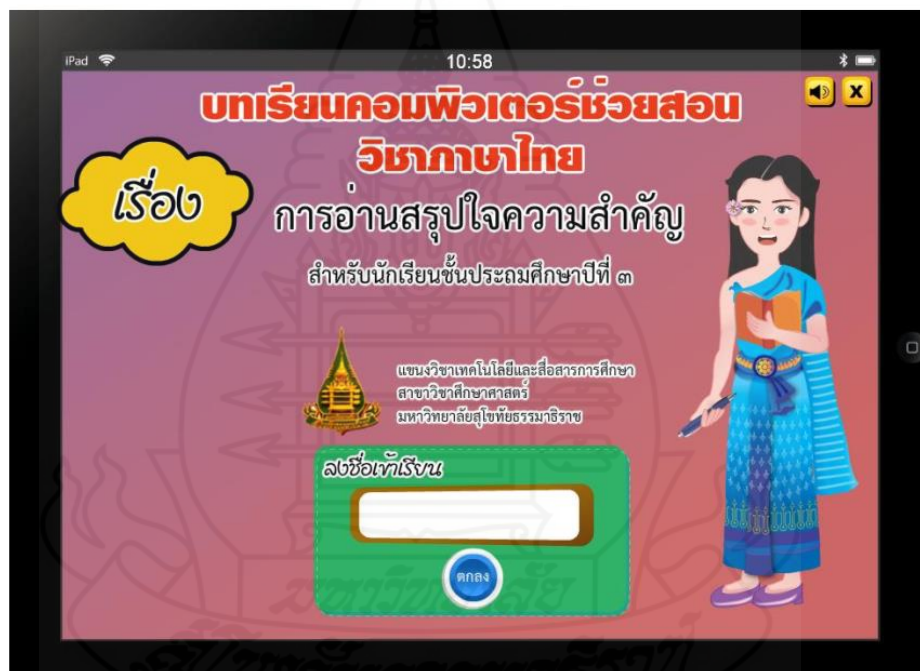 iPad
10:58
บทเรียนคอมพิวเตอร์ช่วยสอน
วิชาภาษาไทย
เรื่อง
การอ่านสรุปใจความสำคัญ
สำหรับนักเรียนชั้นประถมศึกษาปีที่ ๓
แขนงวิชาเทคโนโลยีและสื่อสารการศึกษา
สาขาวิชาศึกษาศาสตร์
มหาวิทยาลัยสุโขทัยธรรมาธิราช
ลงชื่อเข้าเรียน
ตกลง